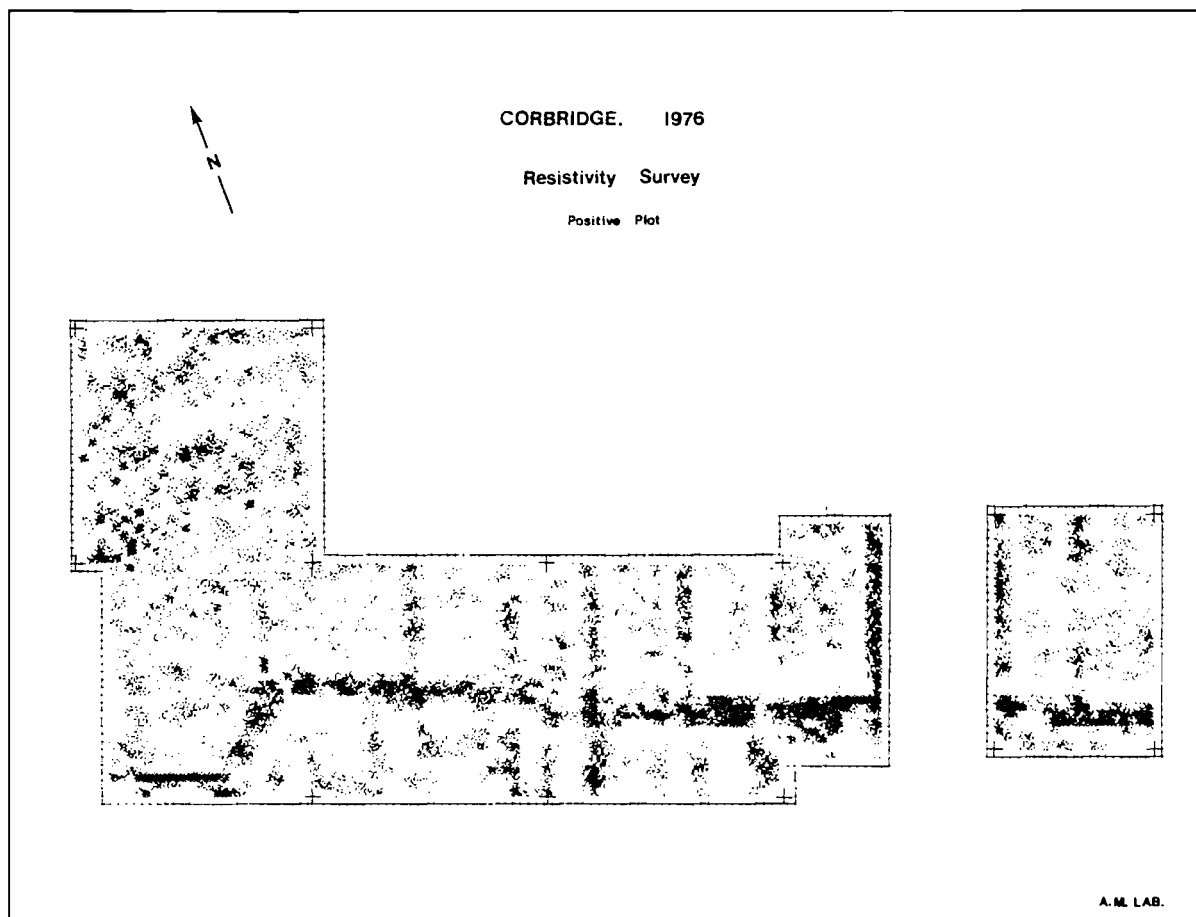 CORBRIDGE. 1976
N
Resistivity Survey
Positive Plot
A.M. LAB.